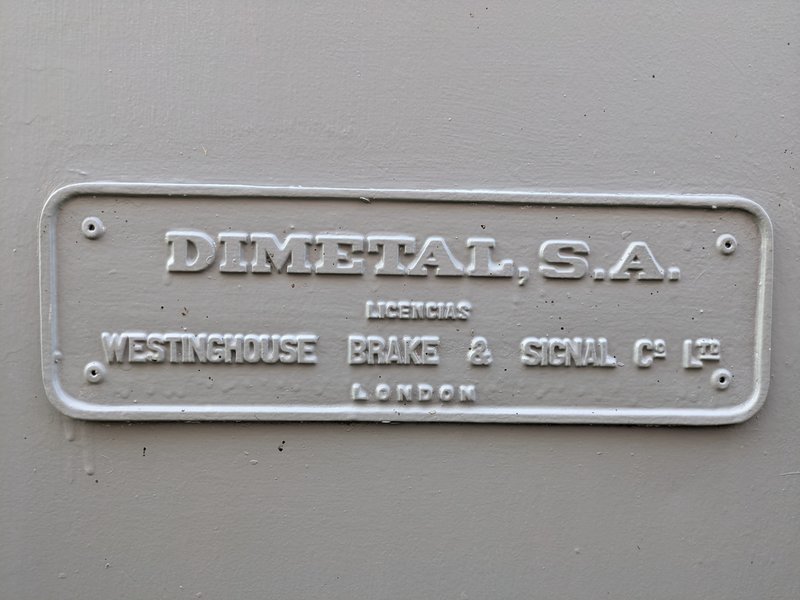 DIMETAL, S.A.
LICENCIAS
WESTINGHOUSE BRAKE & SIGNAL Cº LTD
LONDON